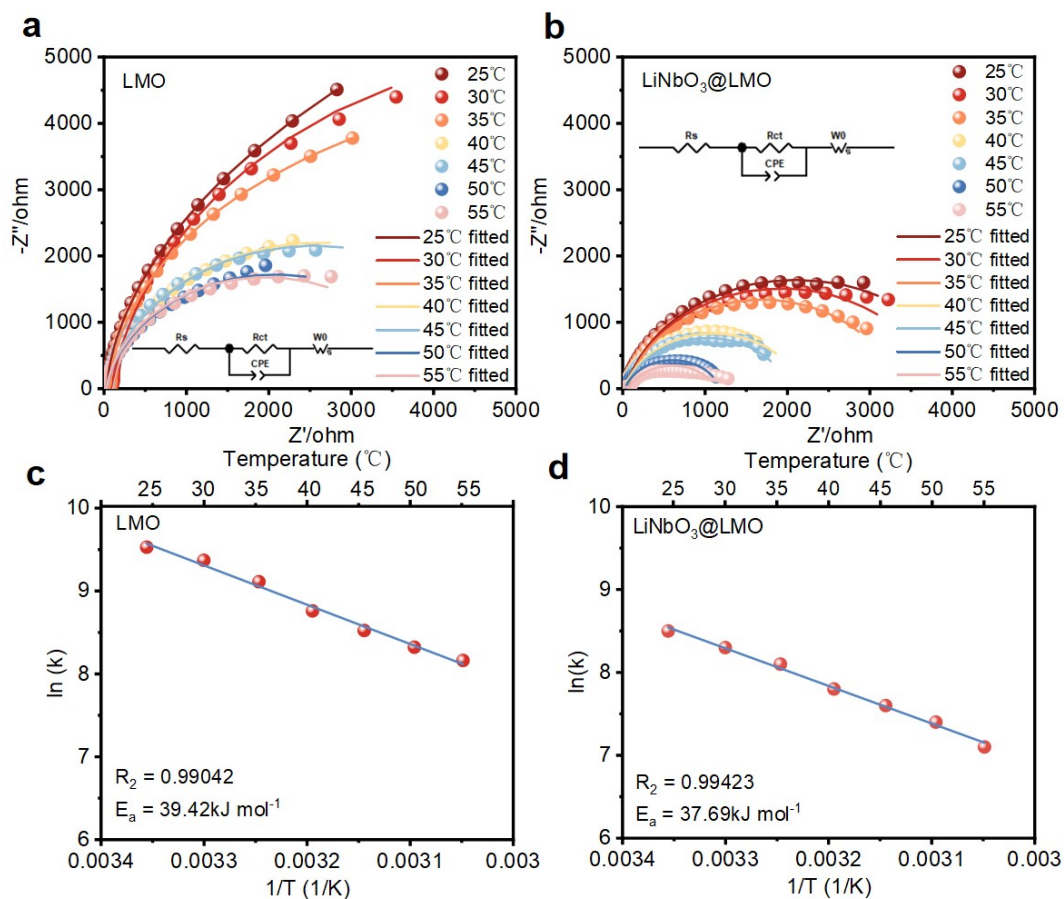 a
LMO
5000
4000
3000
2000
1000
0
-Z"/ohm
25℃
30℃
35℃
40℃
45℃
50℃
55℃
25℃ fitted
30℃ fitted
35℃ fitted
40℃ fitted
45℃ fitted
50℃ fitted
55℃ fitted
Rs
Rct
W0
s
CPE
0 1000 2000 3000 4000 5000
Z'/ohm
b
LiNbO₃@LMO
5000
4000
3000
2000
1000
0
-Z"/ohm
25℃
30℃
35℃
40℃
45℃
50℃
55℃
25℃ fitted
30℃ fitted
35℃ fitted
40℃ fitted
45℃ fitted
50℃ fitted
55℃ fitted
Rs
Rct
W0
s
CPE
0 1000 2000 3000 4000 5000
Z'/ohm
c
Temperature (℃)
25 30 35 40 45 50 55
LMO
10
9
8
7
6
ln (k)
R₂ = 0.99042
Eₐ = 39.42kJ mol⁻¹
0.0034 0.0033 0.0032 0.0031 0.003
1/T (1/K)
d
Temperature (℃)
25 30 35 40 45 50 55
LiNbO₃@LMO
10
9
8
7
6
ln(k)
R₂ = 0.99423
Eₐ = 37.69kJ mol⁻¹
0.0034 0.0033 0.0032 0.0031 0.003
1/T (1/K)